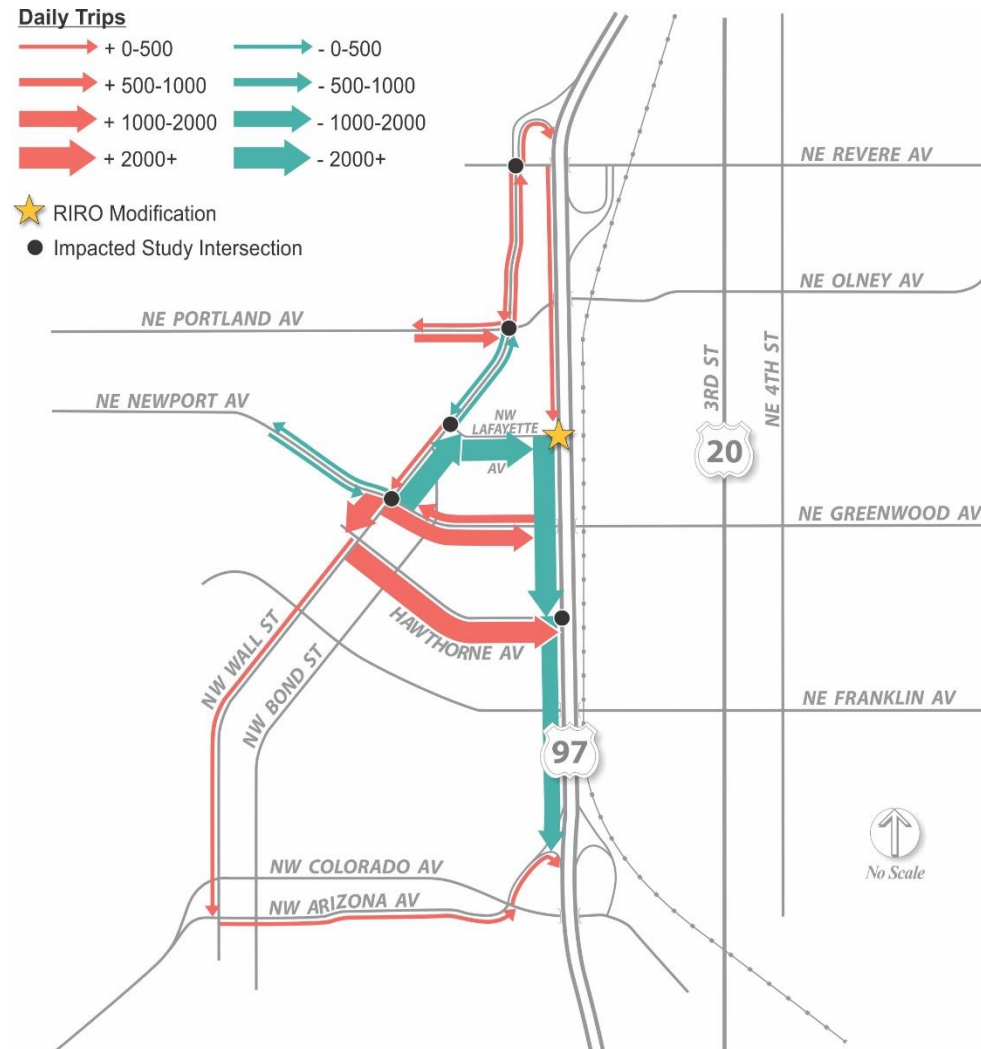 Daily Trips
+ 0-500
- 0-500
+ 500-1000
- 500-1000
+ 1000-2000
- 1000-2000
+ 2000+
- 2000+
RIRO Modification
Impacted Study Intersection
NE REVERE AV
NE OLNEY AV
NE PORTLAND AV
3RD ST
NE 4TH ST
NE NEWPORT AV
NW
LAFAYETTE
AV
20
NE GREENWOOD AV
HAWTHORNE AV
NW WALL ST
NW BOND ST
NE FRANKLIN AV
97
NW COLORADO AV
NW ARIZONA AV
No Scale